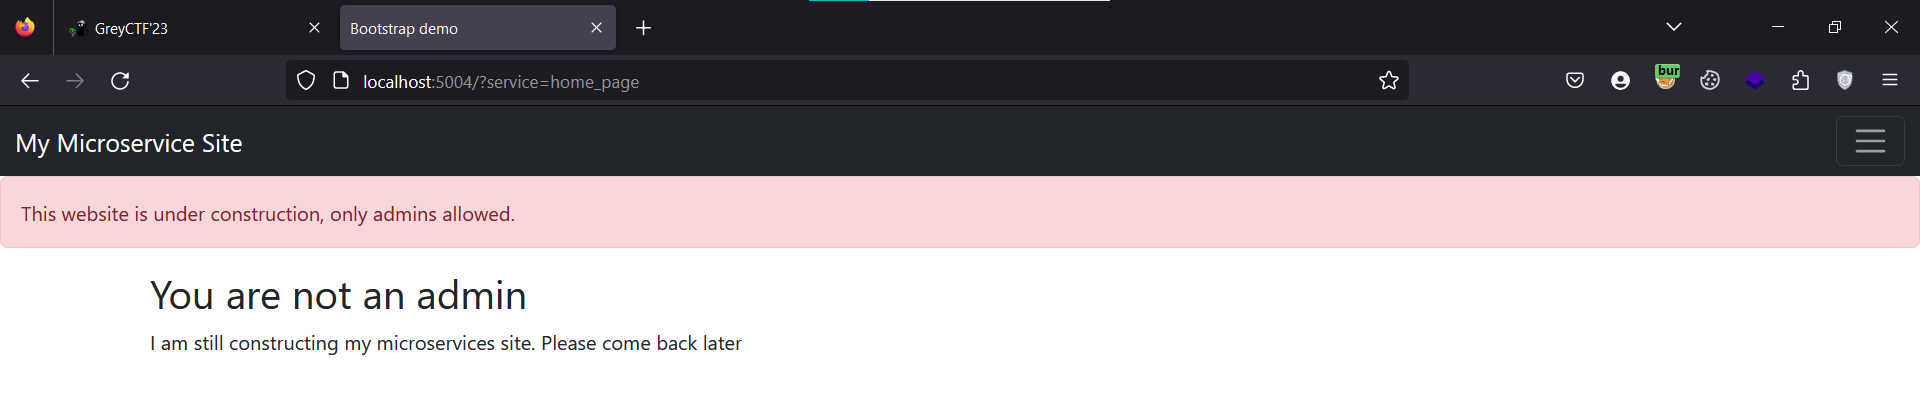 GreyCTF'23
Bootstrap demo
localhost:5004/?service=home_page
bur
My Microservice Site
This website is under construction, only admins allowed.
You are not an admin
I am still constructing my microservices site. Please come back later